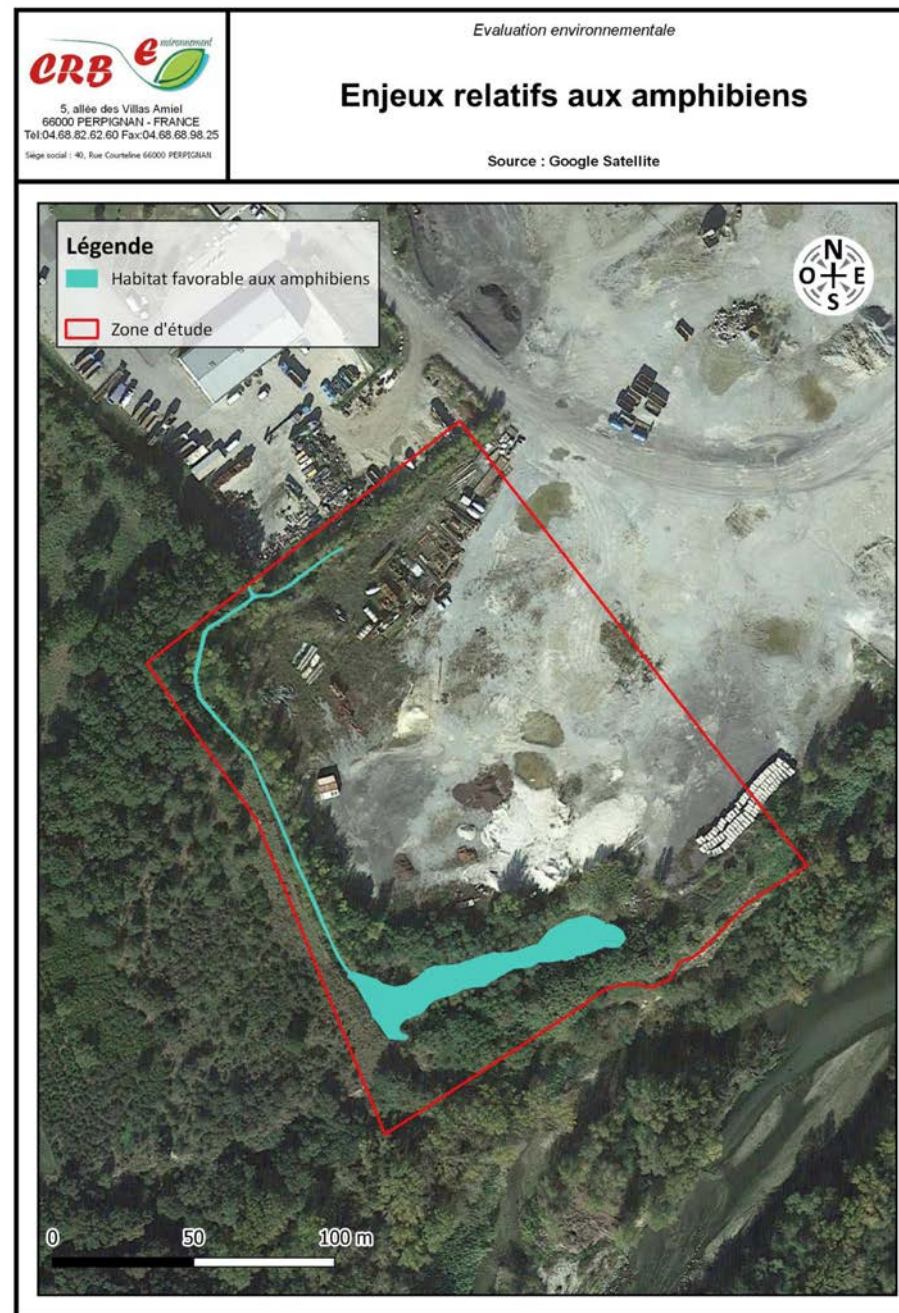 CRB Environnement
5, allée des Villas Amiel
66000 PERPIGNAN - FRANCE
Tél:04.68.82.62.60 Fax:04.68.68.98.25
Siège social : 40, Rue Courteline 66000 PERPIGNAN
Evaluation environnementale
Enjeux relatifs aux amphibiens
Source : Google Satellite
Légende
Habitat favorable aux amphibiens
Zone d'étude
N
O E
S
0 50 100 m